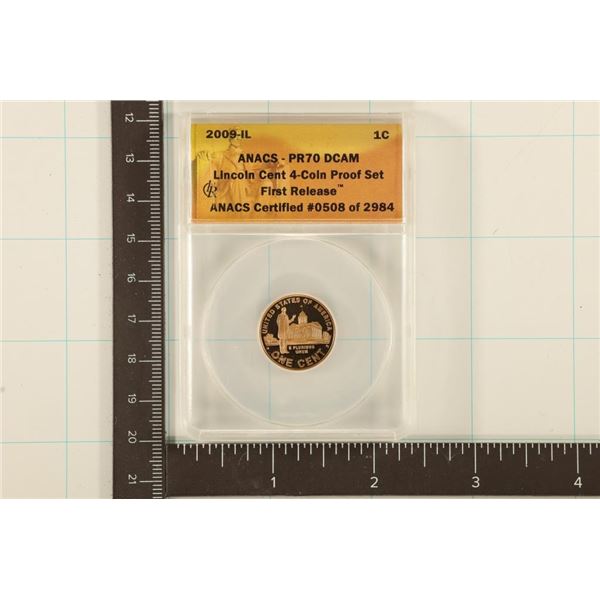 2009-IL 1C
ANACS - PR70 DCAM
Lincoln Cent 4-Coin Proof Set
First Release™
ANACS Certified #0508 of 2984
UNITED STATES OF AMERICA
E PLURIBUS
UNUM
ONE CENT
12
13
14
15
16
17
18
19
20
21
1 2 3 4